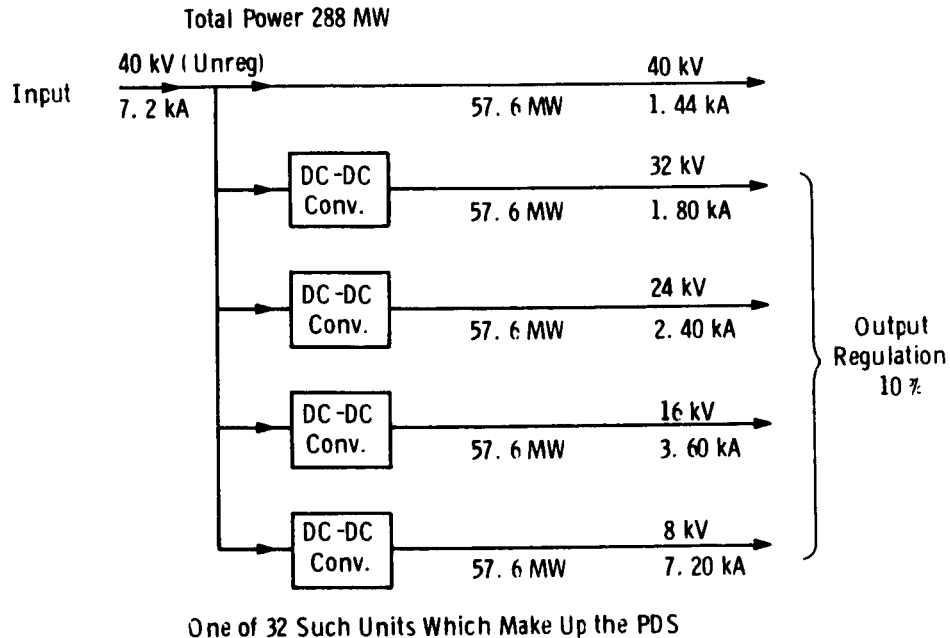 Total Power 288 MW
40 kV (Unreg)
Input
7. 2 kA
40 kV
57. 6 MW
1. 44 kA
DC-DC
Conv.
32 kV
57. 6 MW
1. 80 kA
DC-DC
Conv.
24 kV
57. 6 MW
2. 40 kA
DC-DC
Conv.
16 kV
57. 6 MW
3. 60 kA
DC-DC
Conv.
8 kV
57. 6 MW
7. 20 kA
Output
Regulation
10 %
One of 32 Such Units Which Make Up the PDS